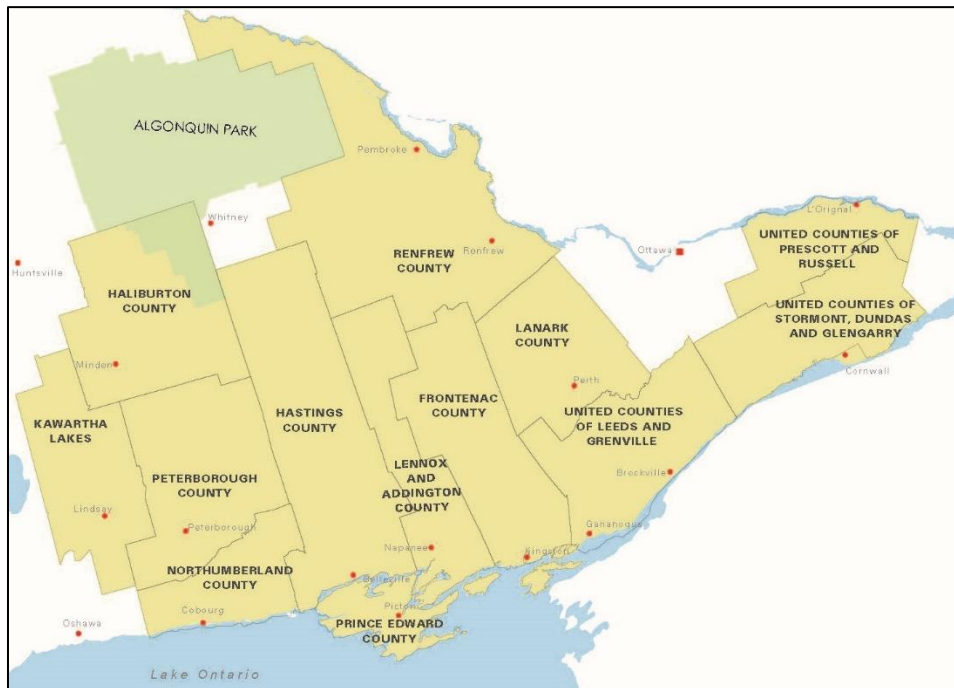 ALGONQUIN PARK
Pembroke
Whitney
L'Orignal
Huntsville
Renfrew
Ottawa
RENFREW
COUNTY
UNITED COUNTIES OF
PRESCOTT AND
RUSSELL
HALIBURTON
COUNTY
UNITED COUNTIES OF
STORMONT, DUNDAS
AND GLENGARRY
LANARK
COUNTY
Minden
Cornwall
Perth
KAWARTHA
LAKES
HASTINGS
COUNTY
FRONTENAC
COUNTY
UNITED COUNTIES
OF LEEDS AND
GRENVILLE
PETERBOROUGH
COUNTY
LENNOX
AND
ADDINGTON
COUNTY
Brockville
Lindsay
Peterborough
Gananoque
Napanee
Kingston
NORTHUMBERLAND
COUNTY
Belleville
Cobourg
Picton
Oshawa
PRINCE EDWARD
COUNTY
Lake Ontario